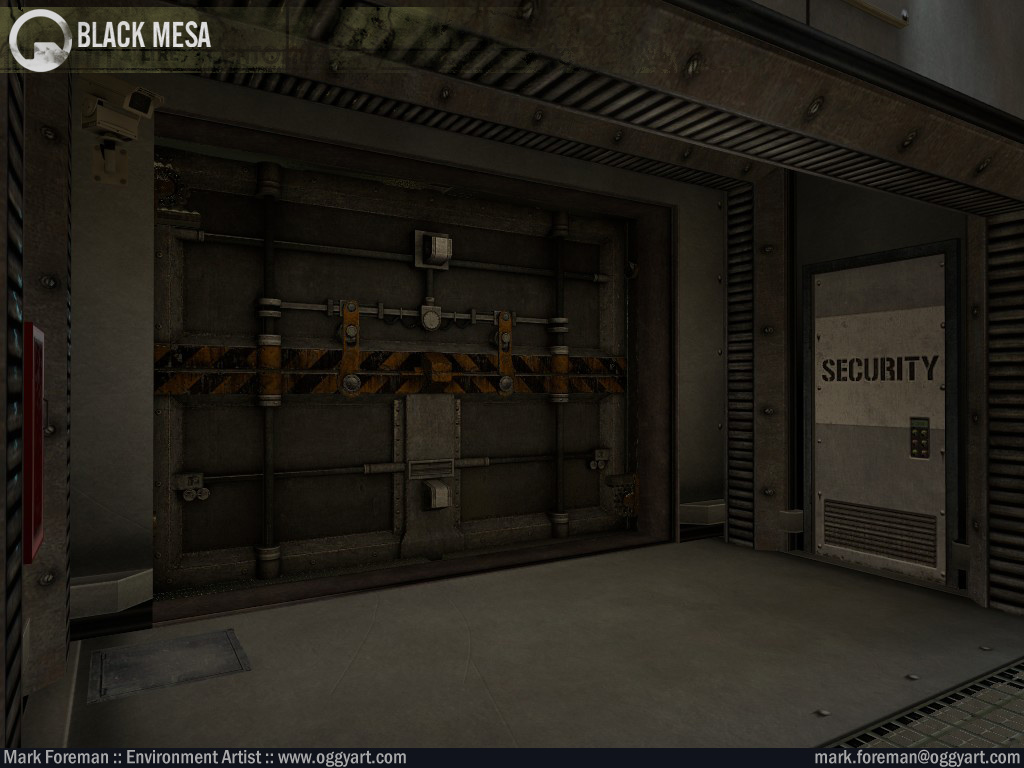 BLACK MESA
SECURITY
Mark Foreman :: Environment Artist :: www.oggyart.com
mark.foreman@oggyart.com